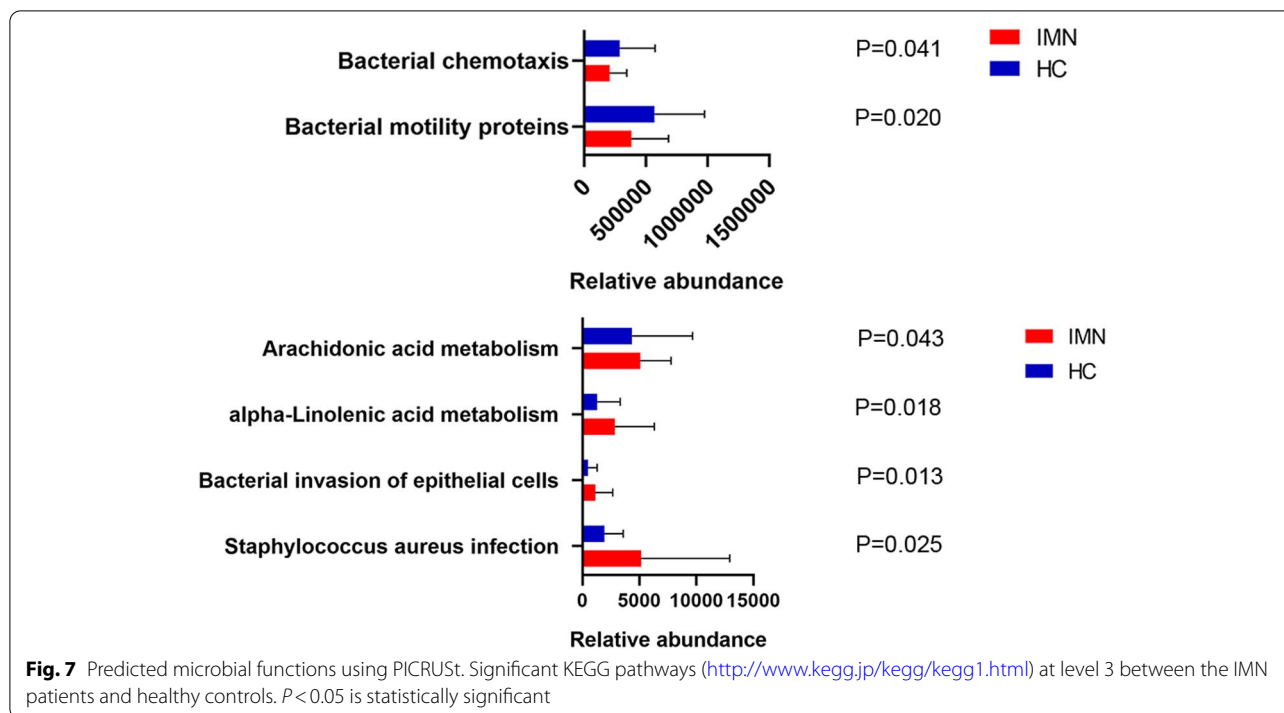 Bacterial chemotaxis
P=0.041
IMN
HC
Bacterial motility proteins
P=0.020
0
500000
1000000
1500000
Relative abundance
Arachidonic acid metabolism
P=0.043
IMN
HC
alpha-Linolenic acid metabolism
P=0.018
Bacterial invasion of epithelial cells
P=0.013
Staphylococcus aureus infection
P=0.025
0 5000 10000 15000
Relative abundance
Fig. 7 Predicted microbial functions using PICRUSt. Significant KEGG pathways (http://www.kegg.jp/kegg/kegg1.html) at level 3 between the IMN
patients and healthy controls. P < 0.05 is statistically significant